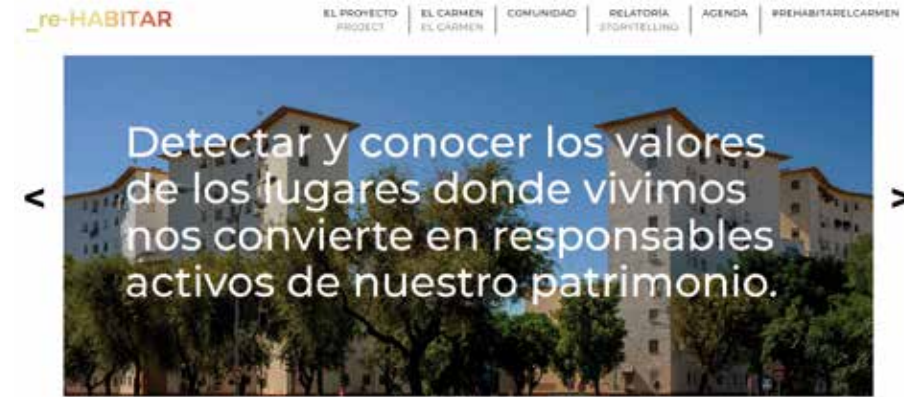 _re-HABITAR
EL PROYECTO
PROJECT
EL CARMEN
EL CARMEN
COMUNIDAD
RELATORÍA
STORYTELLING
AGENDA
#REHABITARELCARMEN
<
>
Detectar y conocer los valores
de los lugares donde vivimos
nos convierte en responsables
activos de nuestro patrimonio.